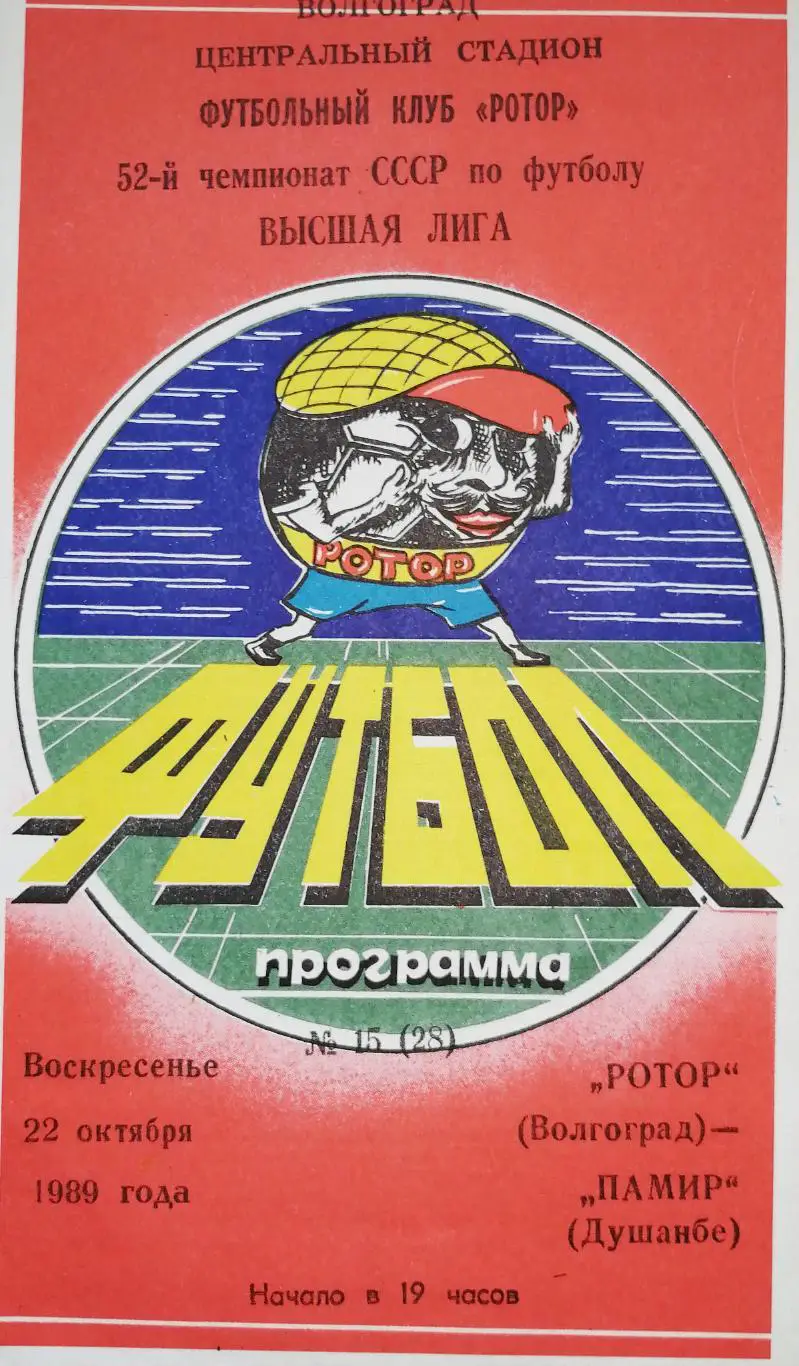 ВОЛГОГРАД
ЦЕНТРАЛЬНЫЙ СТАДИОН
ФУТБОЛЬНЫЙ КЛУБ «РОТОР»
52-й чемпионат СССР по футболу
ВЫСШАЯ ЛИГА
РОТОР
ФУТБОЛ
программа
№ 15 (28)
Воскресенье
22 октября
1989 года
„РОТОР“
(Волгоград)—
„ПАМИР“
(Душанбе)
Начало в 19 часов